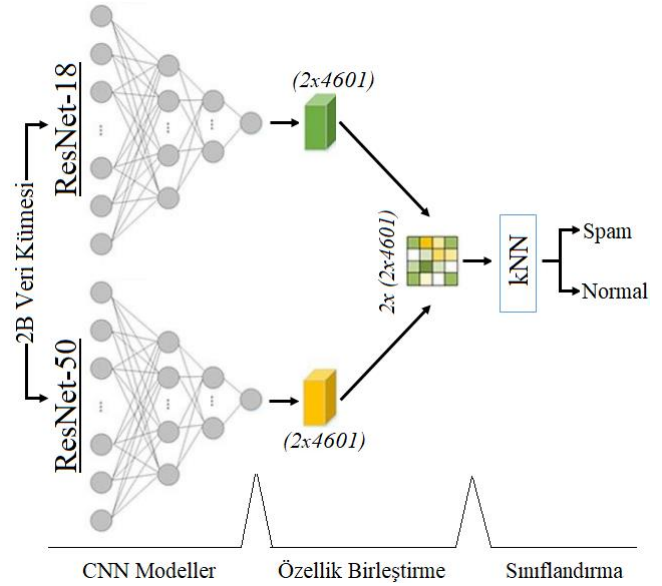 2B Veri Kümesi
ResNet-18
...
...
(2x4601)
ResNet-50
...
...
(2x4601)
2x (2x4601)
kNN
Spam
Normal
CNN Modeller
Özellik Birleştirme
Sınıflandırma